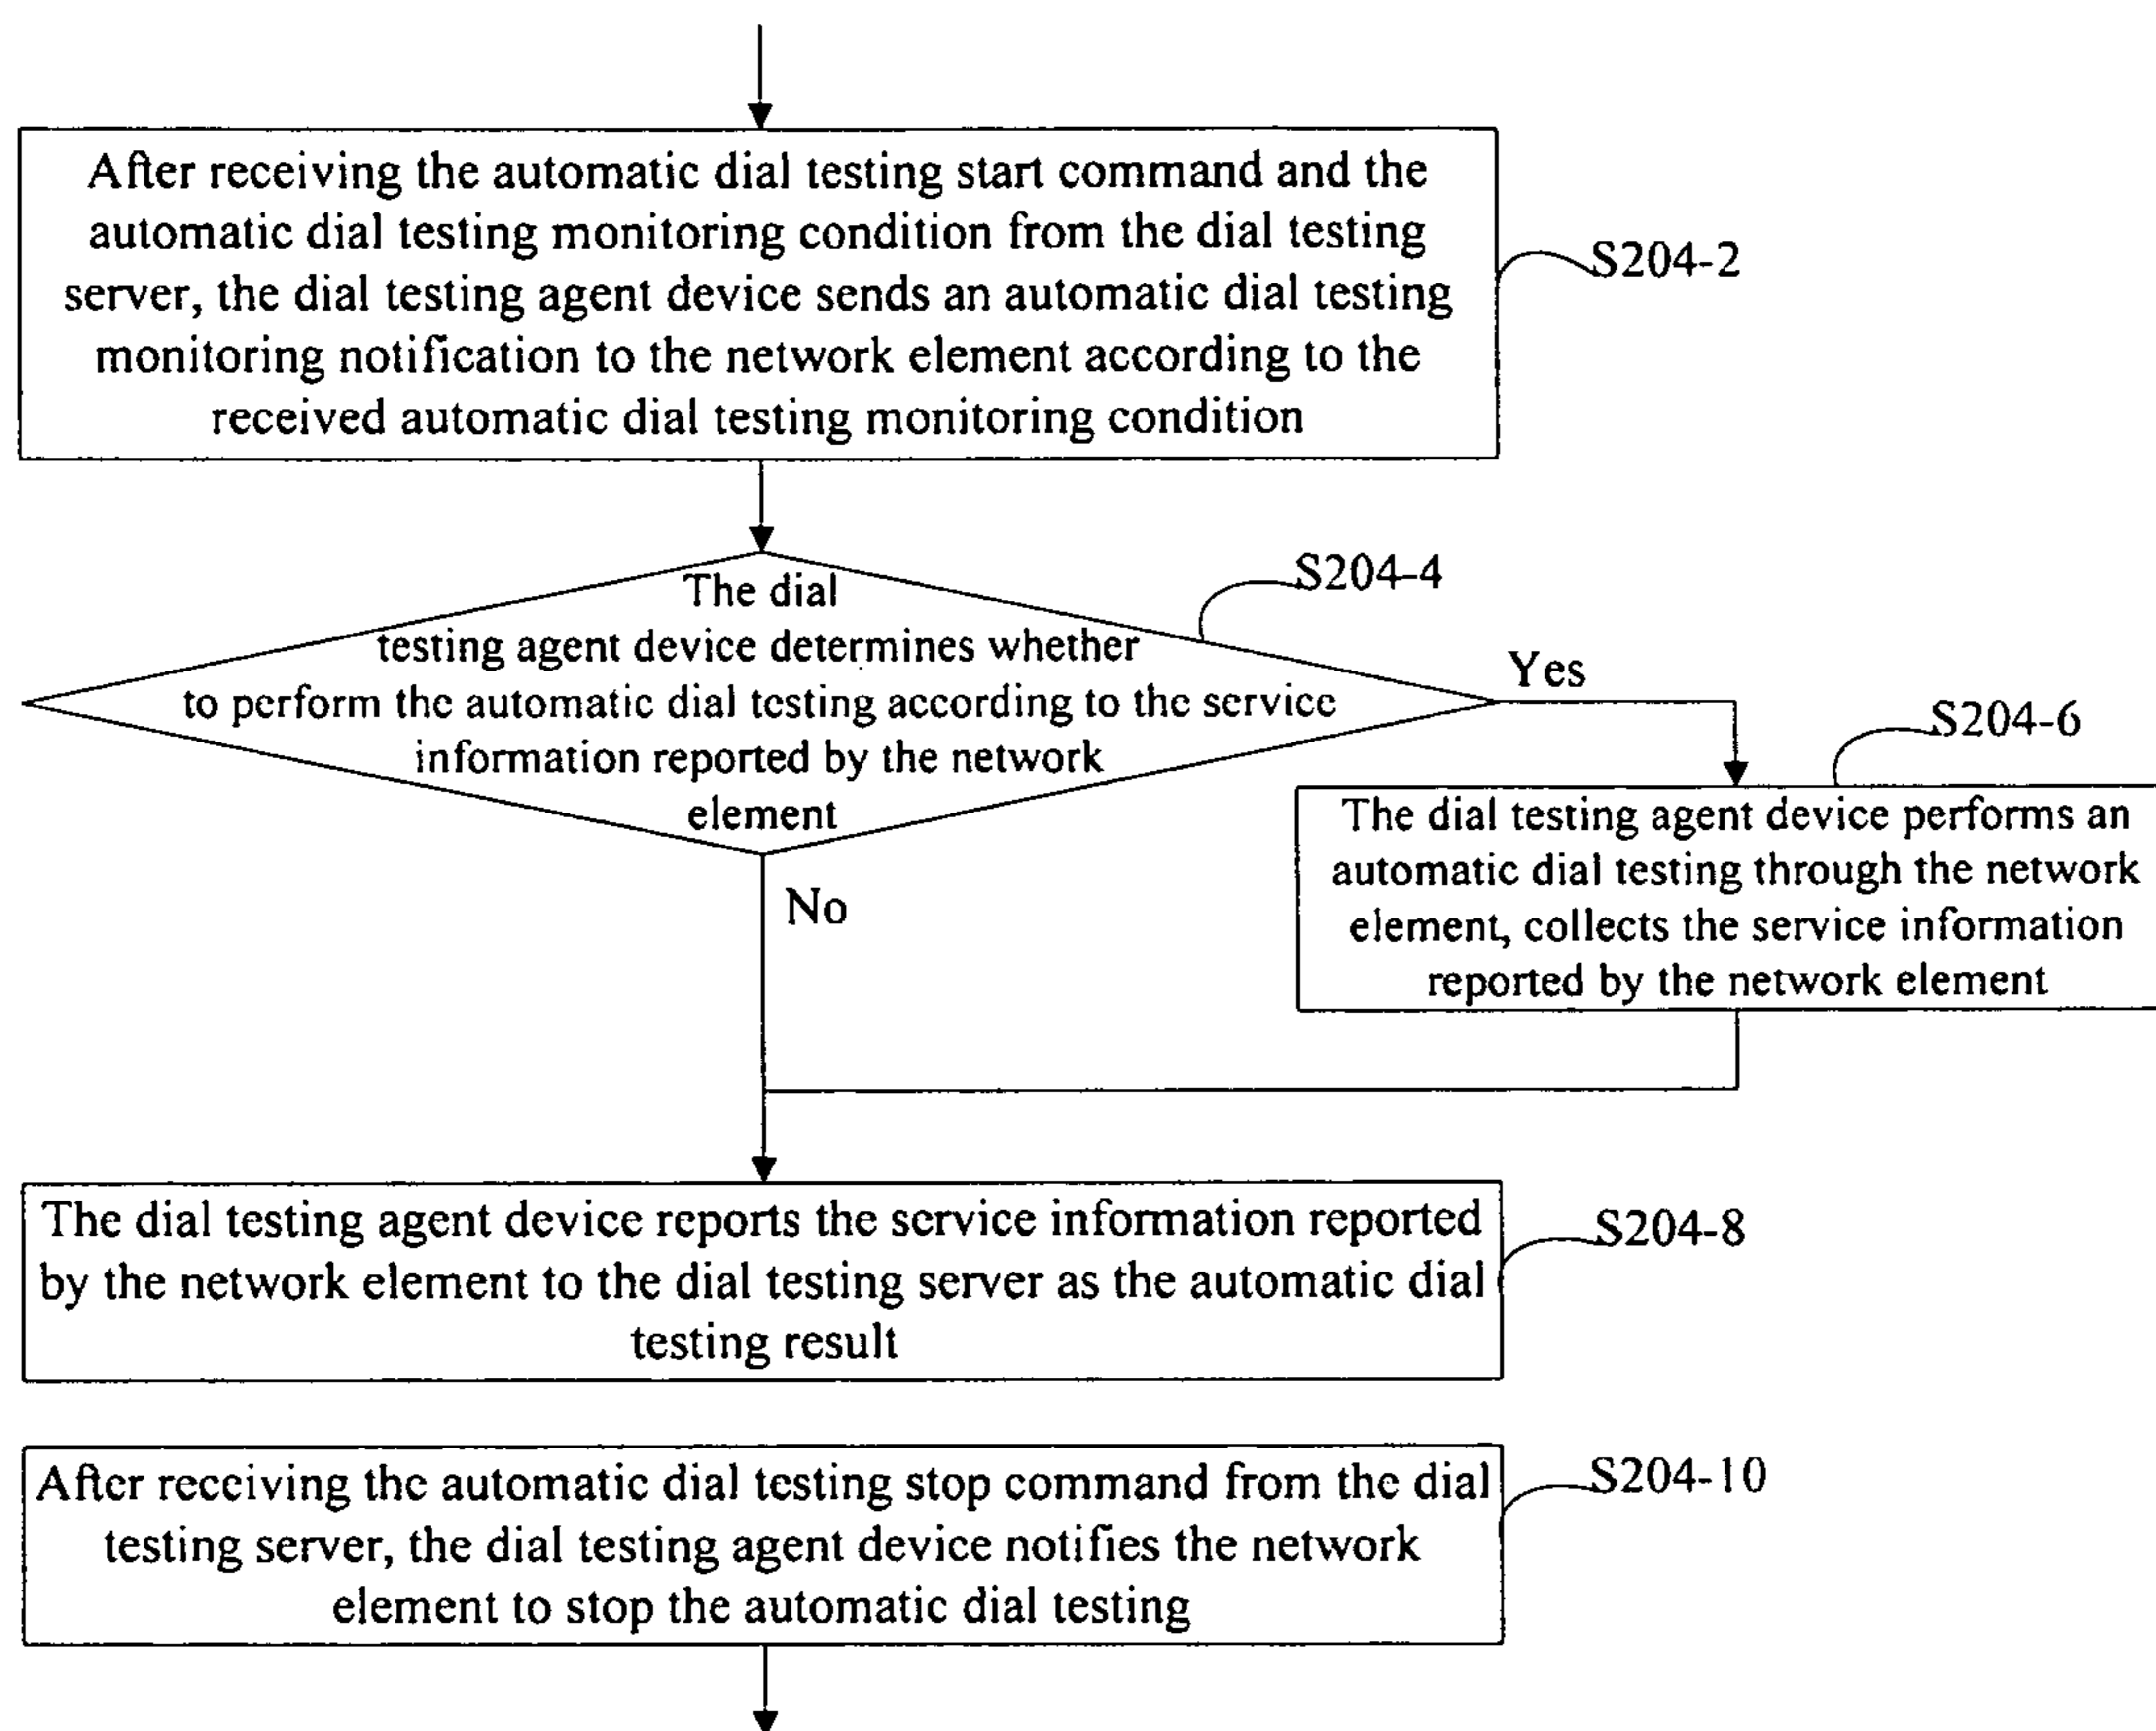 After receiving the automatic dial testing start command and the
automatic dial testing monitoring condition from the dial testing
server, the dial testing agent device sends an automatic dial testing
monitoring notification to the network element according to the
received automatic dial testing monitoring condition
S204-2
The dial
testing agent device determines whether
to perform the automatic dial testing according to the service
information reported by the network
element
S204-4
Yes
No
S204-6
The dial testing agent device performs an
automatic dial testing through the network
element, collects the service information
reported by the network element
The dial testing agent device reports the service information reported
by the network element to the dial testing server as the automatic dial
testing result
S204-8
After receiving the automatic dial testing stop command from the dial
testing server, the dial testing agent device notifies the network
element to stop the automatic dial testing
S204-10